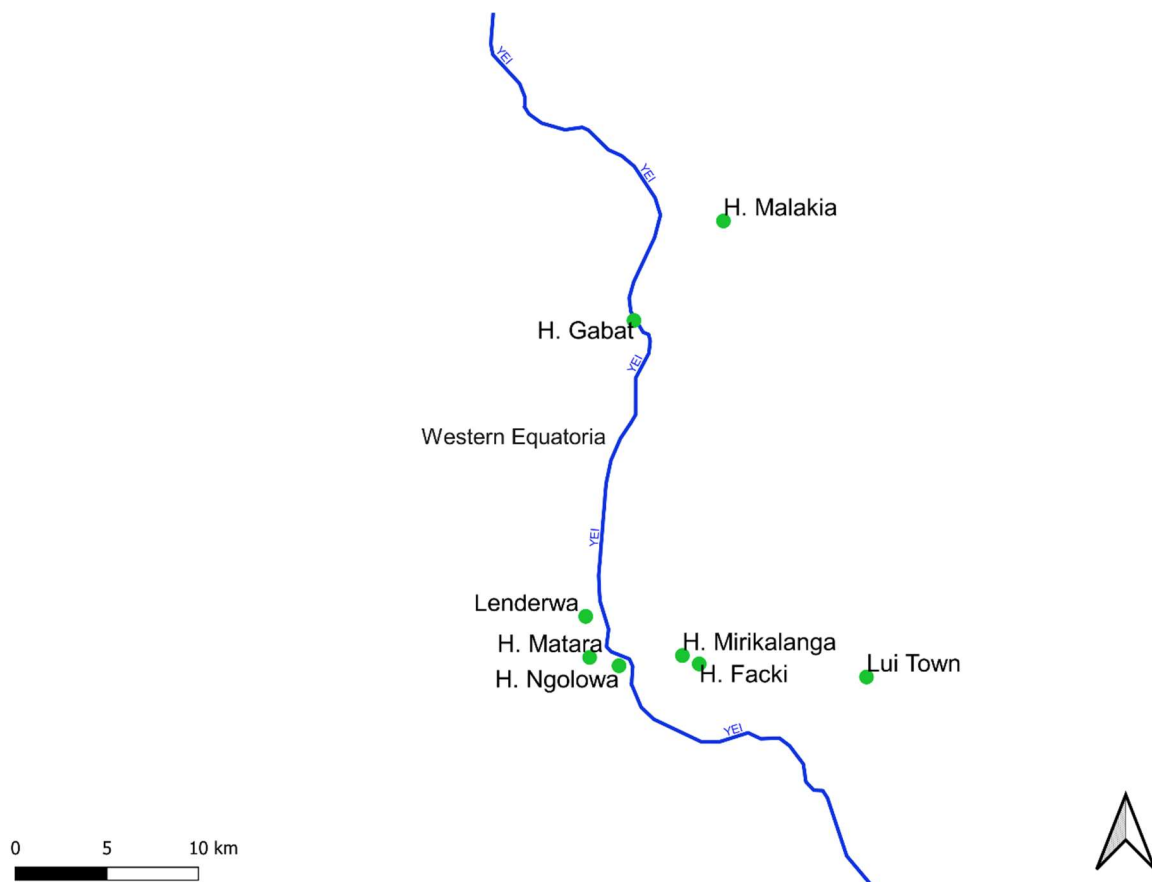 YEI
YEI
H. Malakia
H. Gabat
YEI
Western Equatoria
YEI
Lenderwa
H. Matara
H. Mirikalanga
H. Ngolowa
H. Facki
Lui Town
YEI
0 5 10 km